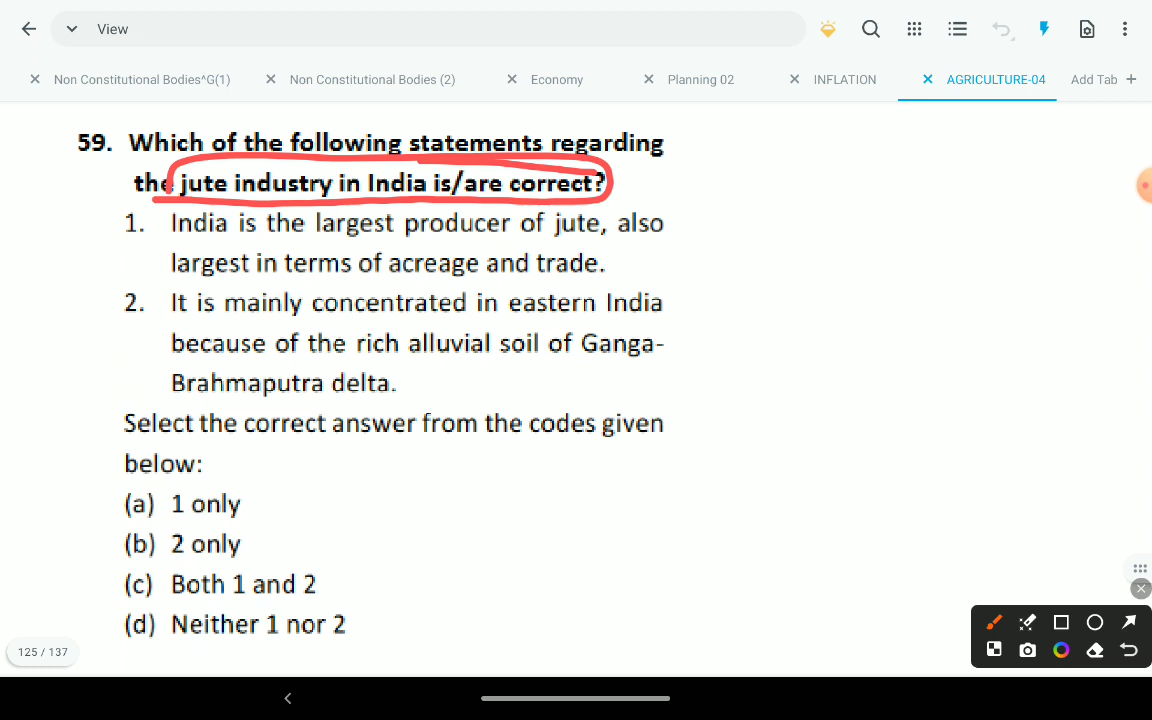 View
Non Constitutional Bodies^G(1)
Non Constitutional Bodies (2)
Economy
Planning 02
INFLATION
AGRICULTURE-04
Add Tab
59. Which of the following statements regarding
the jute industry in India is/are correct?
1. India is the largest producer of jute, also
largest in terms of acreage and trade.
2. It is mainly concentrated in eastern India
because of the rich alluvial soil of Ganga-
Brahmaputra delta.
Select the correct answer from the codes given
below:
(a) 1 only
(b) 2 only
(c) Both 1 and 2
(d) Neither 1 nor 2
125 / 137